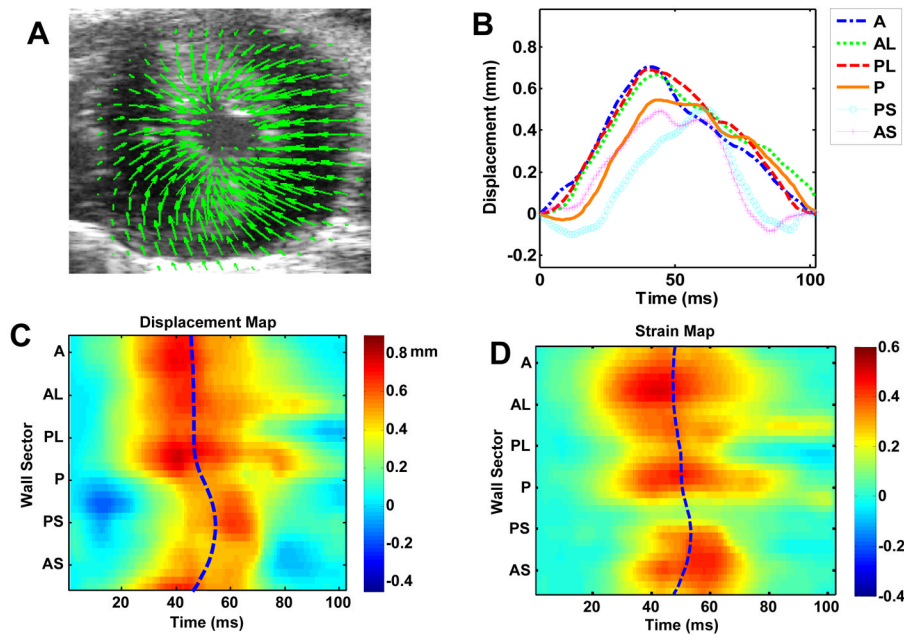 A
B
Displacement (mm)
0.8
0.6
0.4
0.2
0
-0.2
0
50
100
Time (ms)
A
AL
PL
P
PS
AS
C
Displacement Map
Wall Sector
A
AL
PL
P
PS
AS
20
40
60
80
100
Time (ms)
0.8 mm
0.6
0.4
0.2
0
-0.2
-0.4
D
Strain Map
Wall Sector
A
AL
PL
P
PS
AS
20
40
60
80
100
Time (ms)
0.6
0.4
0.2
0
-0.2
-0.4